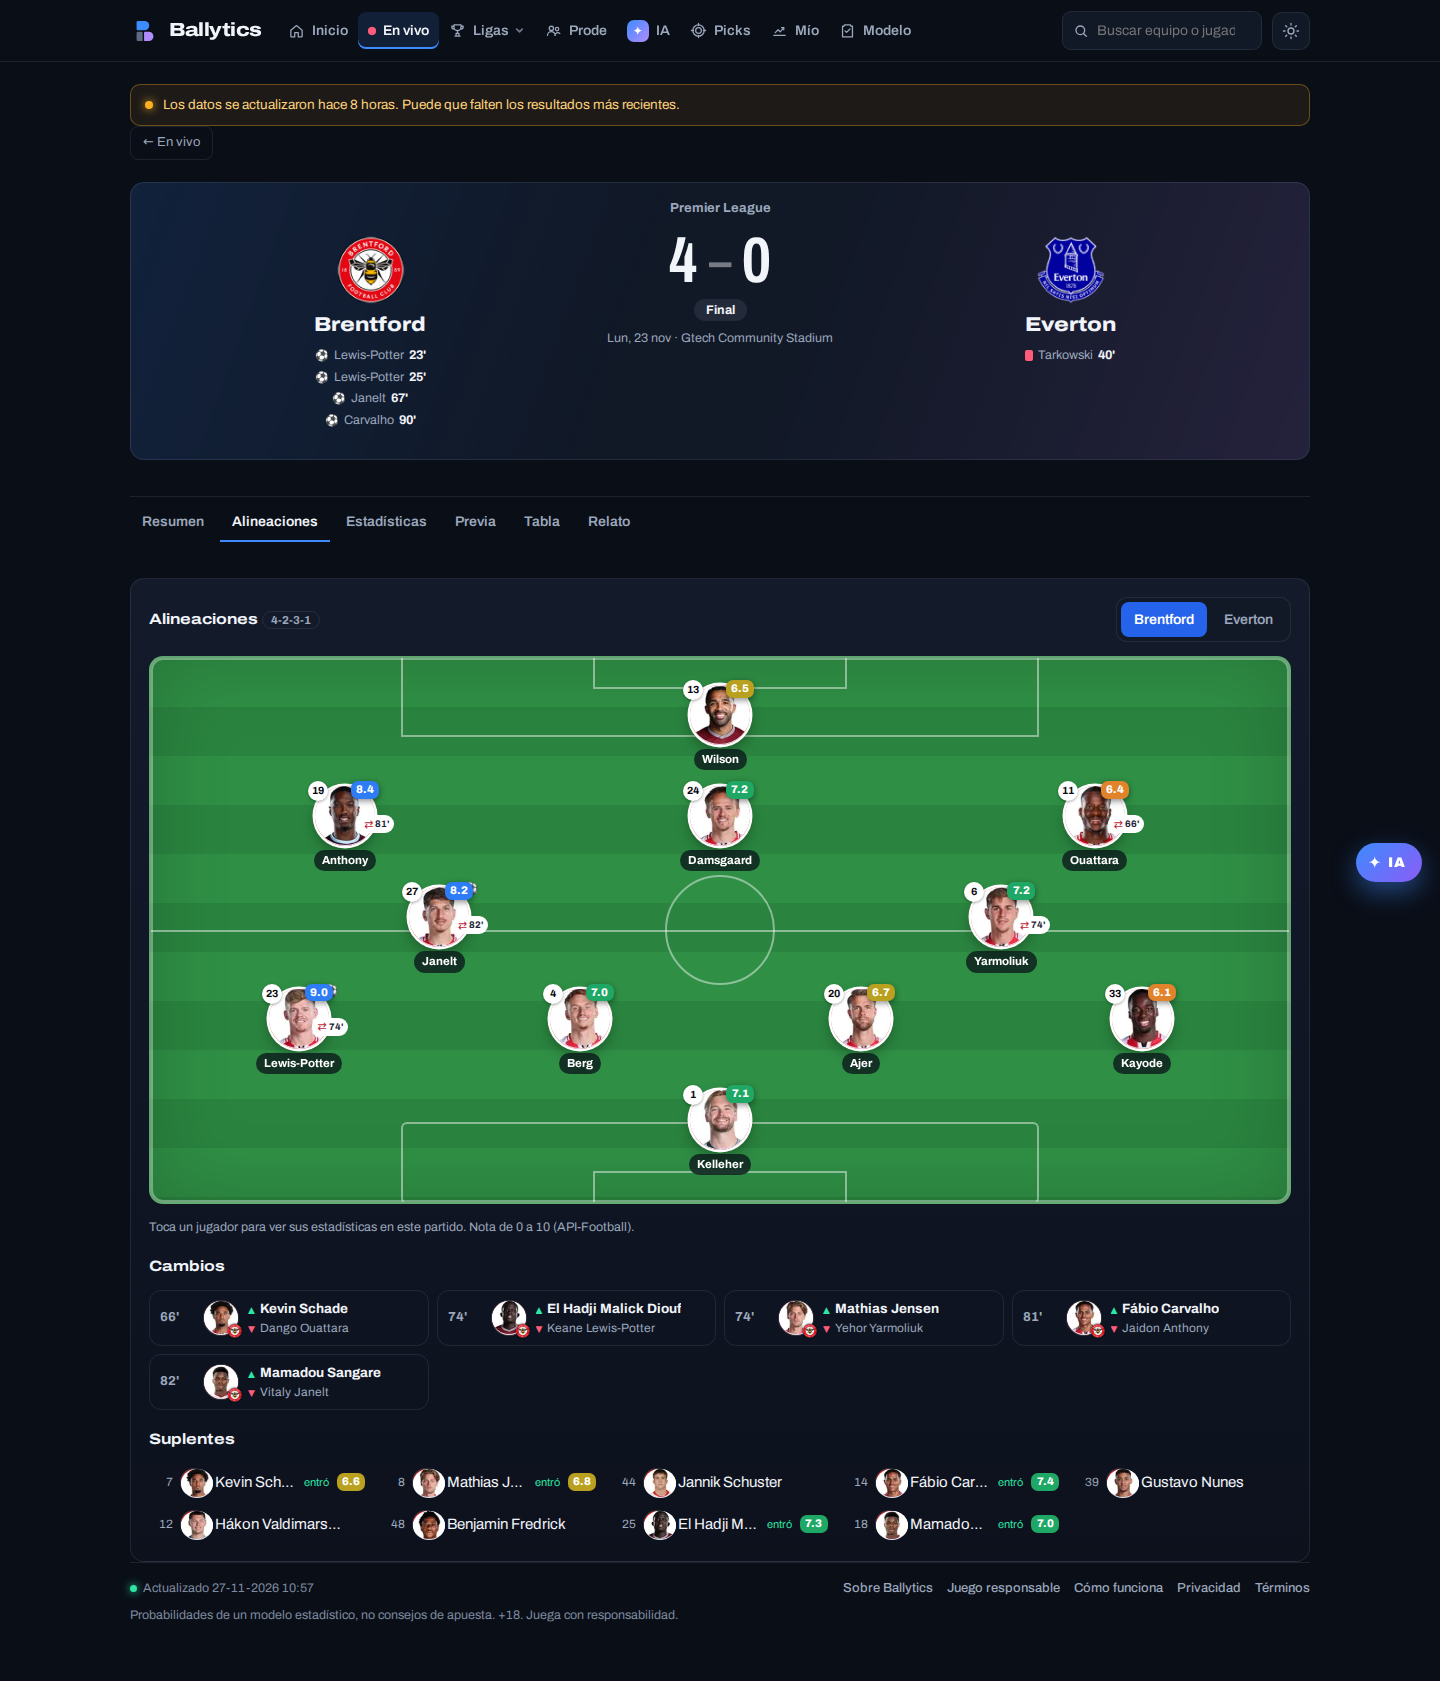 Ballytics
Inicio
En vivo
Ligas
Prode
IA
Picks
Mío
Modelo
Buscar equipo o jugad
Los datos se actualizaron hace 8 horas. Puede que falten los resultados más recientes.
← En vivo
Premier League
4 – 0
Final
Lun, 23 nov · Gtech Community Stadium
Brentford
Lewis-Potter 23'
Lewis-Potter 25'
Janelt 67'
Carvalho 90'
Everton
Tarkowski 40'
Resumen
Alineaciones
Estadísticas
Previa
Tabla
Relato
Alineaciones 4-2-3-1
Brentford
Everton
13 6.5
Wilson
19 8.4
81'
Anthony
24 7.2
Damsgaard
11 6.4
66'
Ouattara
27 8.2
82'
Janelt
6 7.2
74'
Yarmoliuk
23 9.0
74'
Lewis-Potter
4 7.0
Berg
20 6.7
Ajer
33 6.1
Kayode
1 7.1
Kelleher
✦ IA
Toca un jugador para ver sus estadísticas en este partido. Nota de 0 a 10 (API-Football).
Cambios
66' ▲ Kevin Schade
▼ Dango Ouattara
74' ▲ El Hadji Malick Diouf
▼ Keane Lewis-Potter
74' ▲ Mathias Jensen
▼ Yehor Yarmoliuk
81' ▲ Fábio Carvalho
▼ Jaidon Anthony
82' ▲ Mamadou Sangare
▼ Vitaly Janelt
Suplentes
7 Kevin Sch... entró 6.6
8 Mathias J... entró 6.8
44 Jannik Schuster
14 Fábio Car... entró 7.4
39 Gustavo Nunes
12 Hákon Valdimars...
48 Benjamin Fredrick
25 El Hadji M... entró 7.3
18 Mamado... entró 7.0
Actualizado 27-11-2026 10:57
Sobre Ballytics
Juego responsable
Cómo funciona
Privacidad
Términos
Probabilidades de un modelo estadístico, no consejos de apuesta. +18. Juega con responsabilidad.